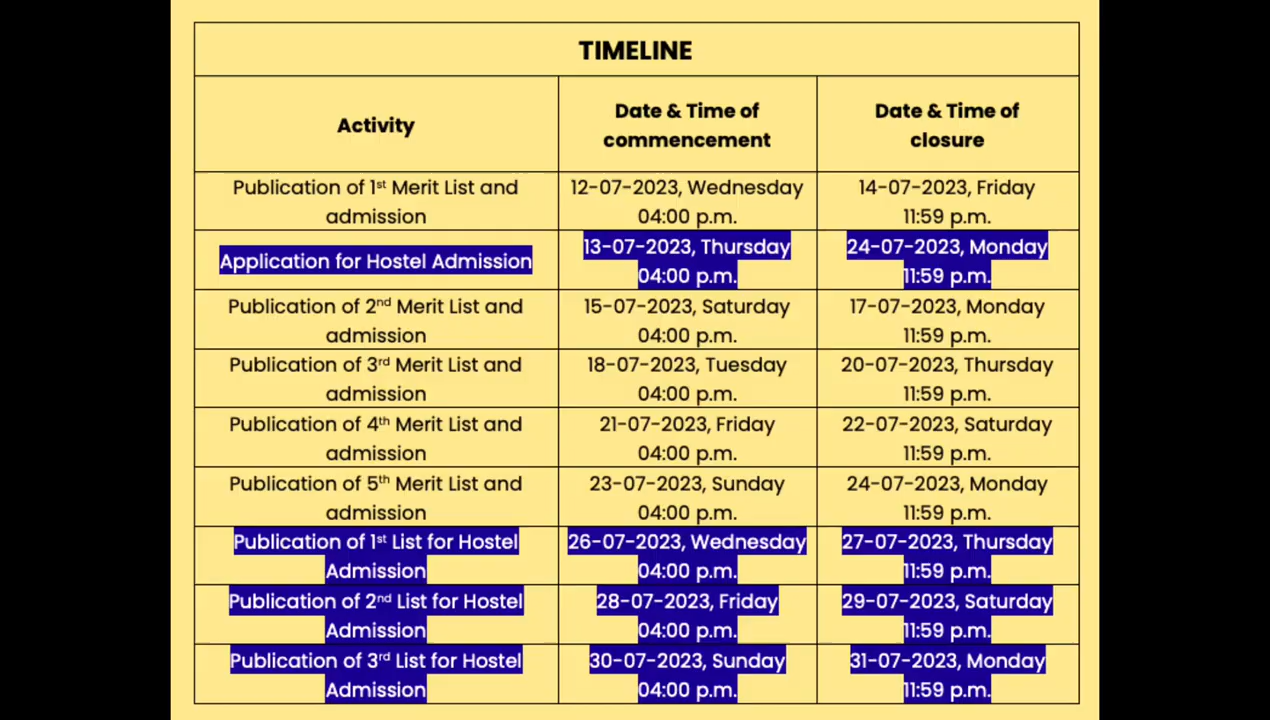 TIMELINE
Activity
Date & Time of
commencement
Date & Time of
closure
Publication of 1st Merit List and
admission
12-07-2023, Wednesday
04:00 p.m.
14-07-2023, Friday
11:59 p.m.
Application for Hostel Admission
13-07-2023, Thursday
04:00 p.m.
24-07-2023, Monday
11:59 p.m.
Publication of 2nd Merit List and
admission
15-07-2023, Saturday
04:00 p.m.
17-07-2023, Monday
11:59 p.m.
Publication of 3rd Merit List and
admission
18-07-2023, Tuesday
04:00 p.m.
20-07-2023, Thursday
11:59 p.m.
Publication of 4th Merit List and
admission
21-07-2023, Friday
04:00 p.m.
22-07-2023, Saturday
11:59 p.m.
Publication of 5th Merit List and
admission
23-07-2023, Sunday
04:00 p.m.
24-07-2023, Monday
11:59 p.m.
Publication of 1st List for Hostel
Admission
26-07-2023, Wednesday
04:00 p.m.
27-07-2023, Thursday
11:59 p.m.
Publication of 2nd List for Hostel
Admission
28-07-2023, Friday
04:00 p.m.
29-07-2023, Saturday
11:59 p.m.
Publication of 3rd List for Hostel
Admission
30-07-2023, Sunday
04:00 p.m.
31-07-2023, Monday
11:59 p.m.